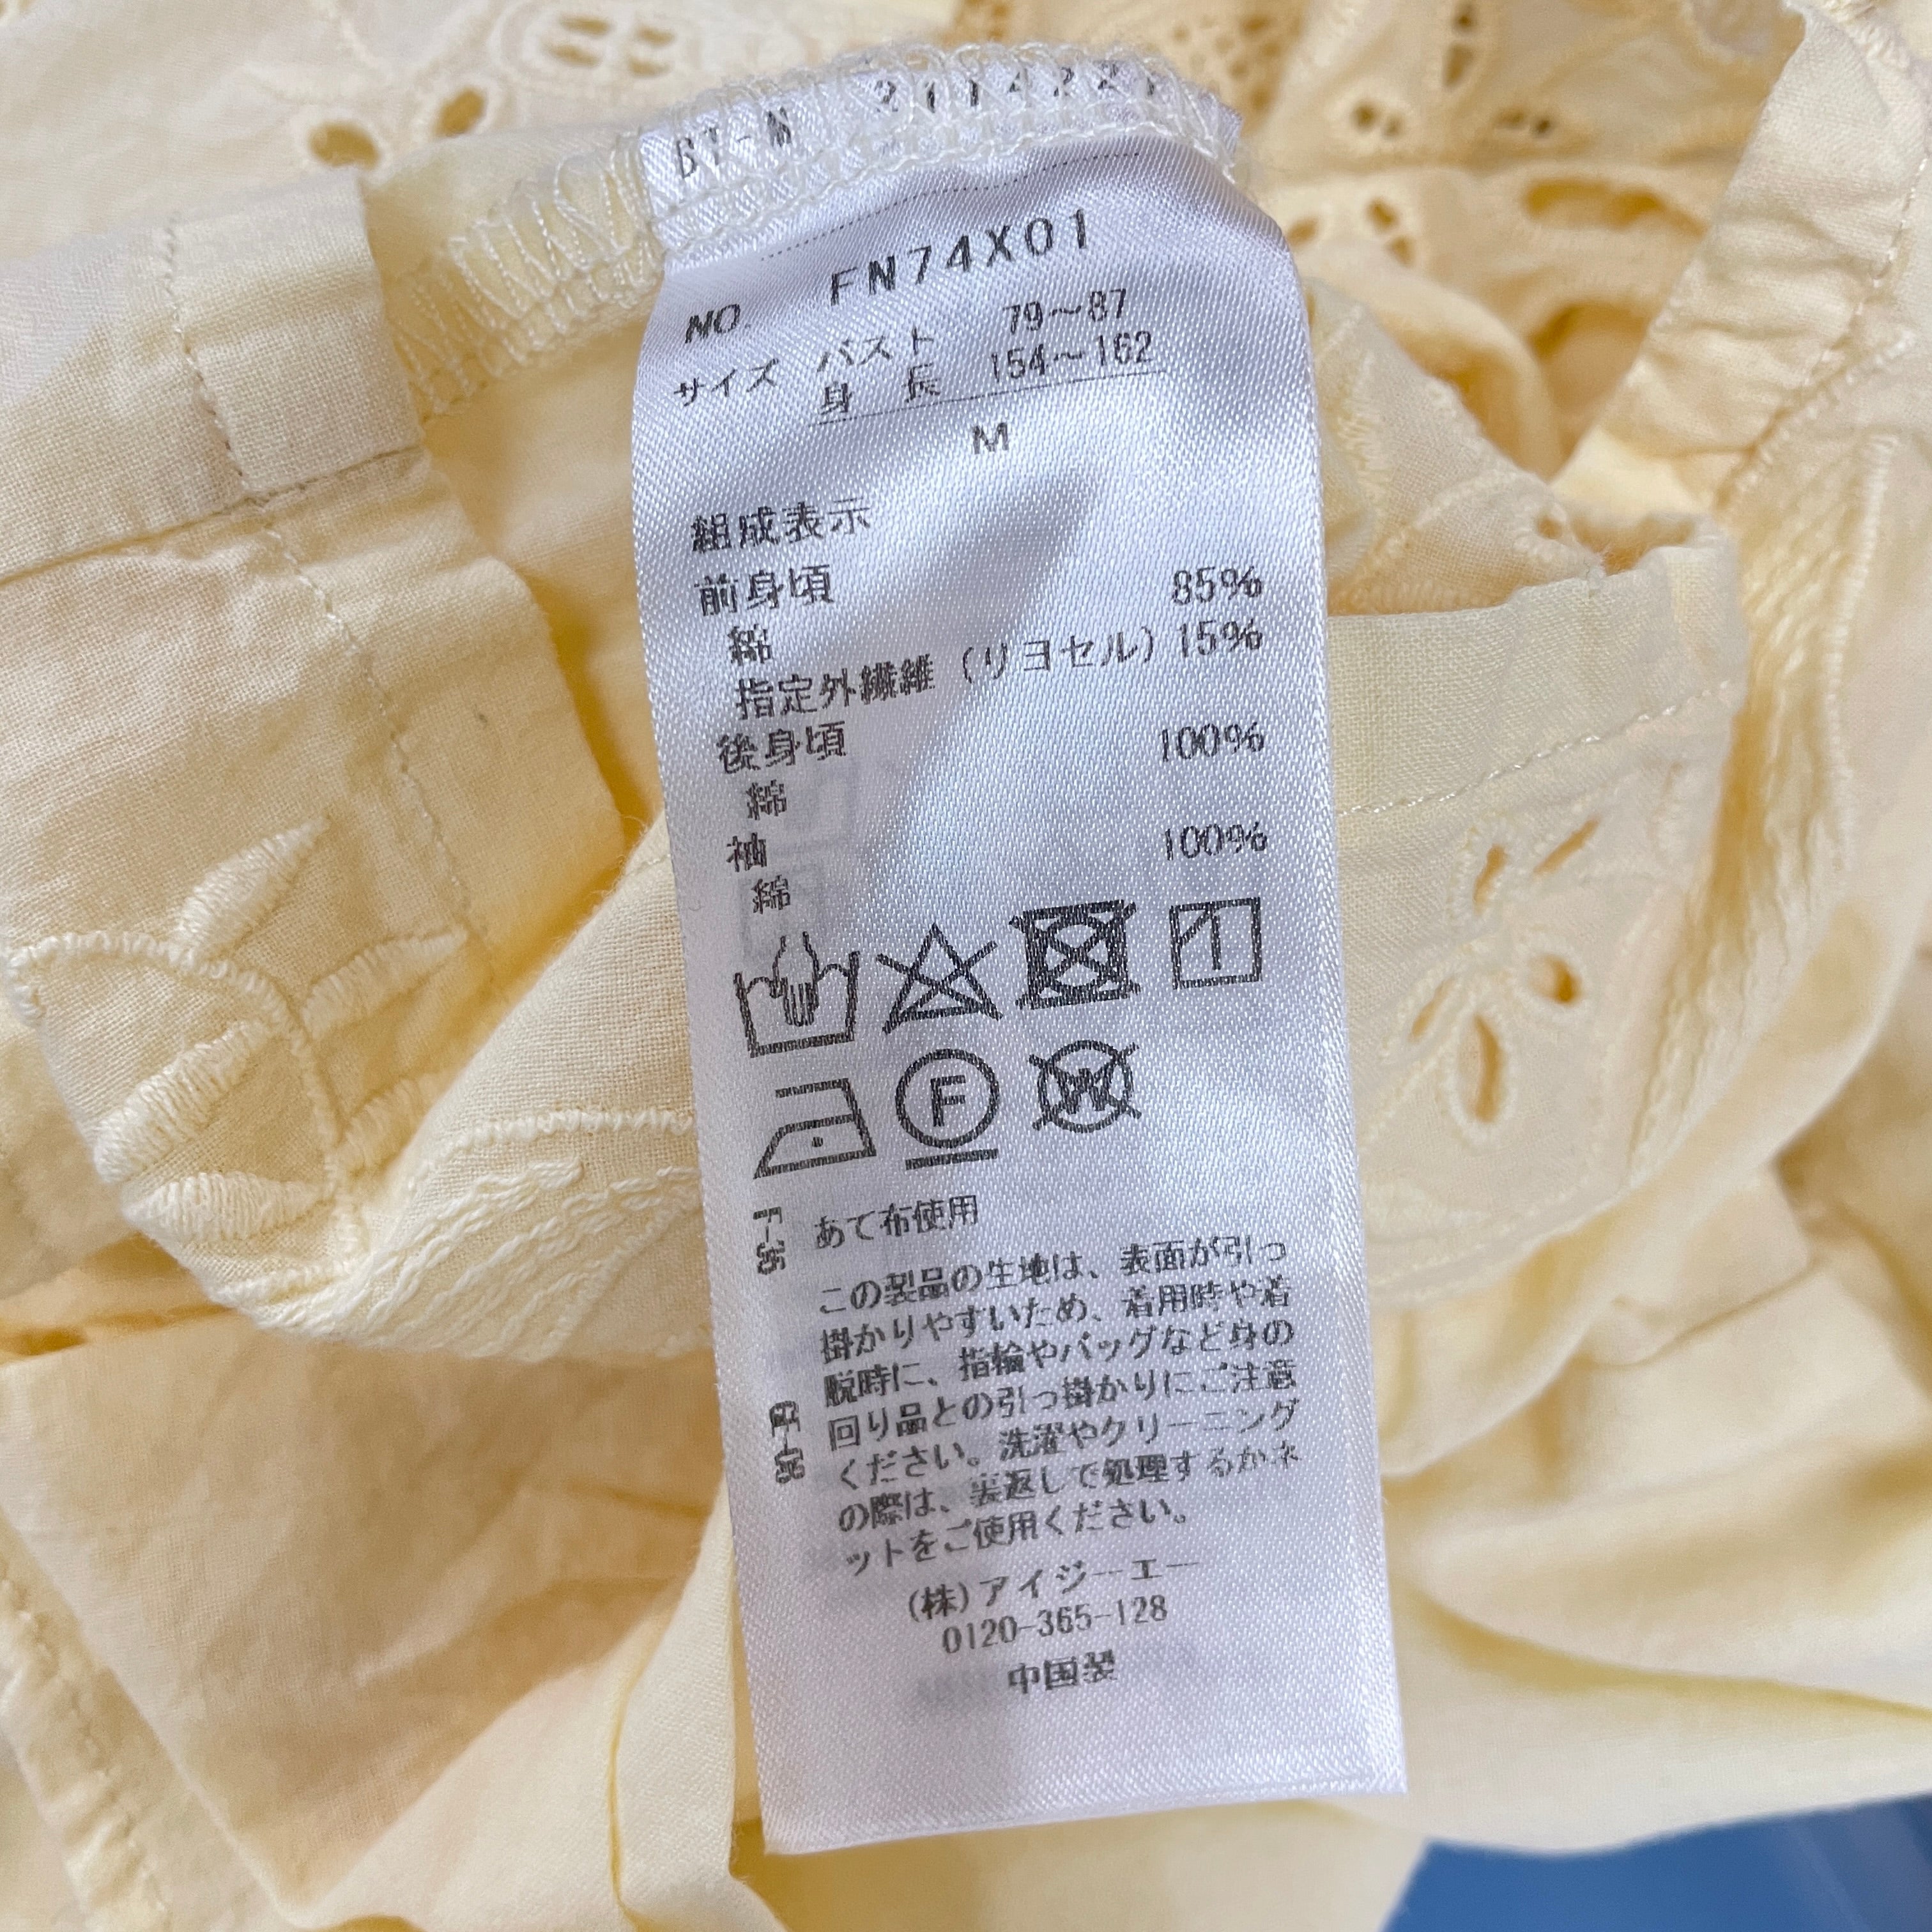 BT-M
NO. FN74X01
サイズ バスト 79～87
身 長 154～162
M
組成表示
前身頃
綿 85%
指定外繊維(リヨセル) 15%
後身頃
綿 100%
袖
綿 100%
F
W
あて布使用
この製品の生地は、表面が引っ
掛かりやすいため、着用時や着
脱時に、指輪やバッグなど身の
回り品との引っ掛かりにご注意
ください。洗濯やクリーニング
の際は、裏返しで処理するかネ
ットをご使用ください。
(株)アイジーエー
0120-365-128
中国製